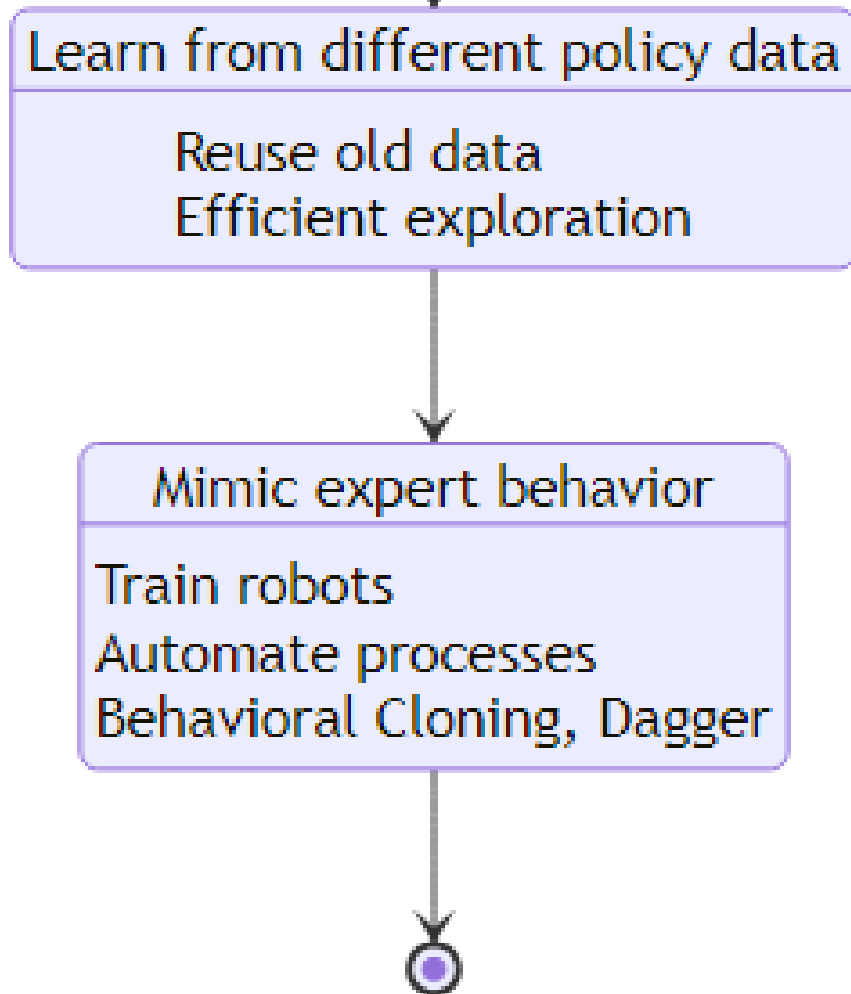 Learn from different policy data
Reuse old data
Efficient exploration
Mimic expert behavior
Train robots
Automate processes
Behavioral Cloning, Dagger